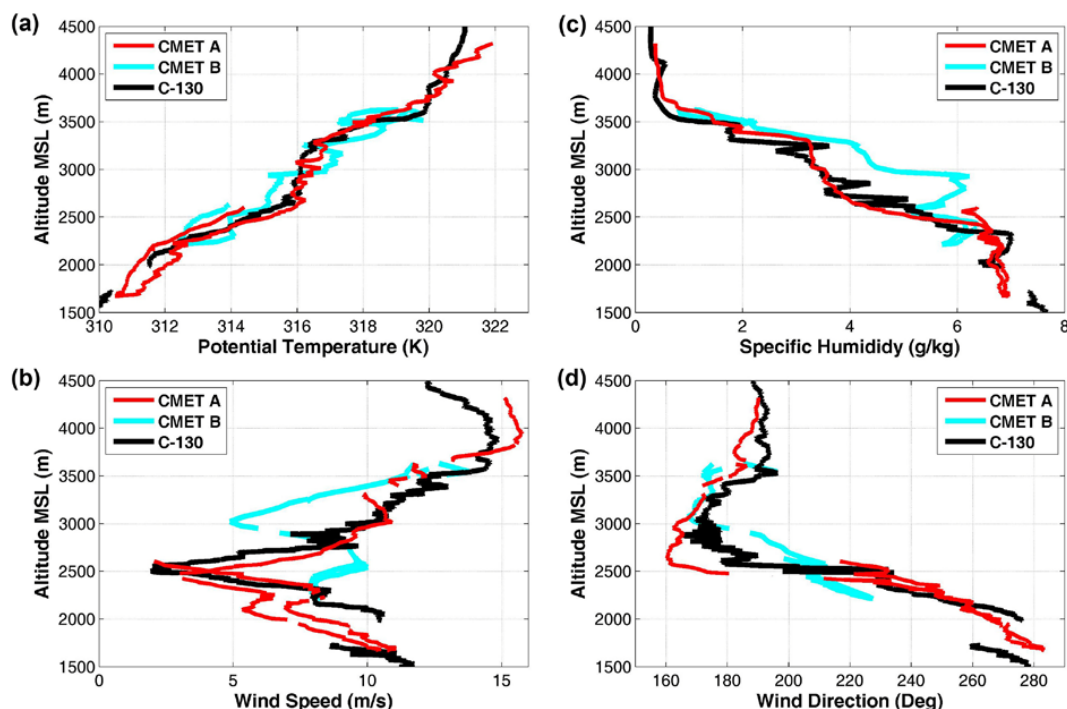 (a)
4500
4000
3500
3000
2500
2000
1500
Altitude MSL (m)
CMET A
CMET B
C-130
310 312 314 316 318 320 322
Potential Temperature (K)
(c)
4500
4000
3500
3000
2500
2000
1500
Altitude MSL (m)
CMET A
CMET B
C-130
0 2 4 6 8
Specific Humididy (g/kg)
(b)
4500
4000
3500
3000
2500
2000
1500
Altitude MSL (m)
CMET A
CMET B
C-130
0 5 10 15
Wind Speed (m/s)
(d)
4500
4000
3500
3000
2500
2000
1500
Altitude MSL (m)
CMET A
CMET B
C-130
160 180 200 220 240 260 280
Wind Direction (Deg)